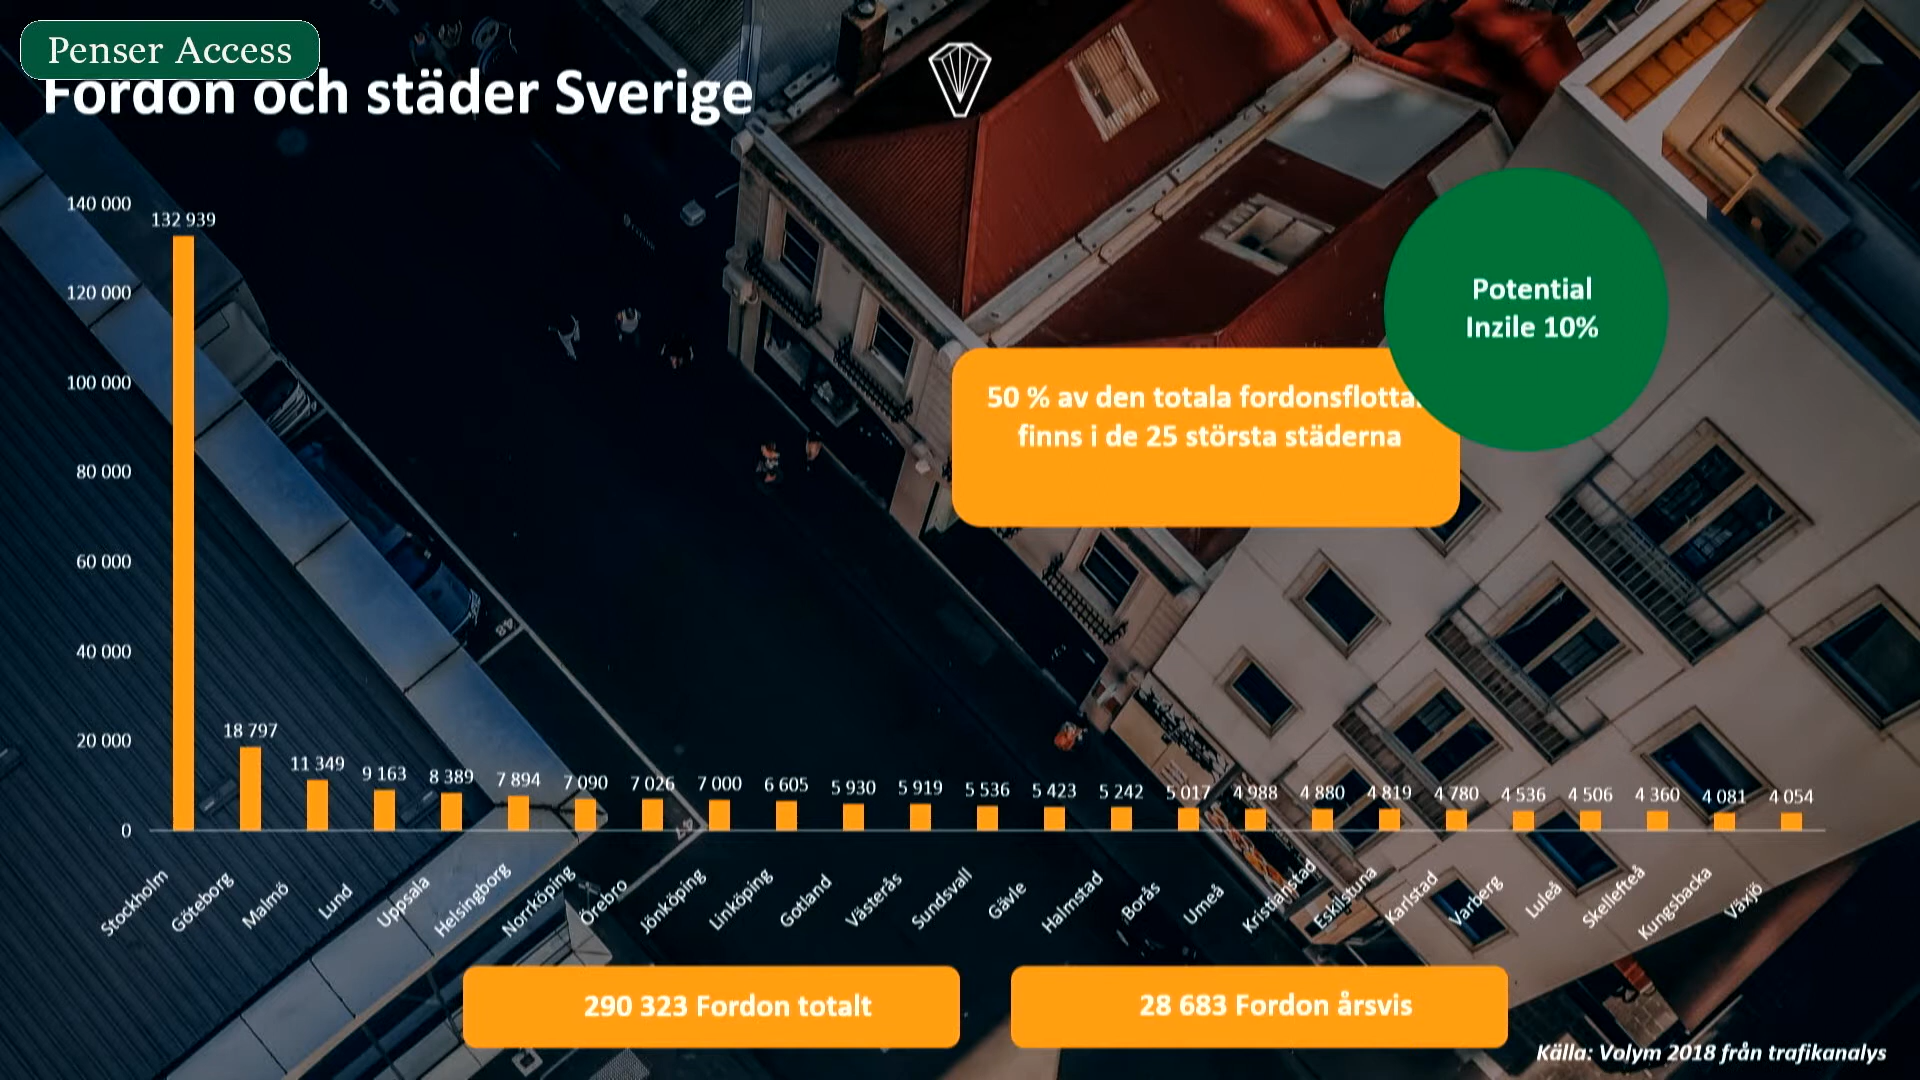 Penser Access
Fordon och städer Sverige
140 000
120 000
100 000
80 000
60 000
40 000
20 000
0
132 939
18 797
11 349
9 163
8 389
7 894
7 090
7 026
7 000
6 605
5 930
5 919
5 536
5 423
5 242
5 017
4 988
4 880
4 819
4 780
4 536
4 506
4 360
4 081
4 054
Stockholm
Göteborg
Malmö
Lund
Uppsala
Helsingborg
Norrköping
Örebro
Jönköping
Linköping
Gotland
Västerås
Sundsvall
Gävle
Halmstad
Borås
Umeå
Kristianstad
Eskilstuna
Karlstad
Varberg
Luleå
Skellefteå
Kungsbacka
Växjö
Potential
Inzile 10%
50 % av den totala fordonsflotta
finns i de 25 största städerna
290 323 Fordon totalt
28 683 Fordon årsvis
Källa: Volym 2018 från trafikanalys
48
47